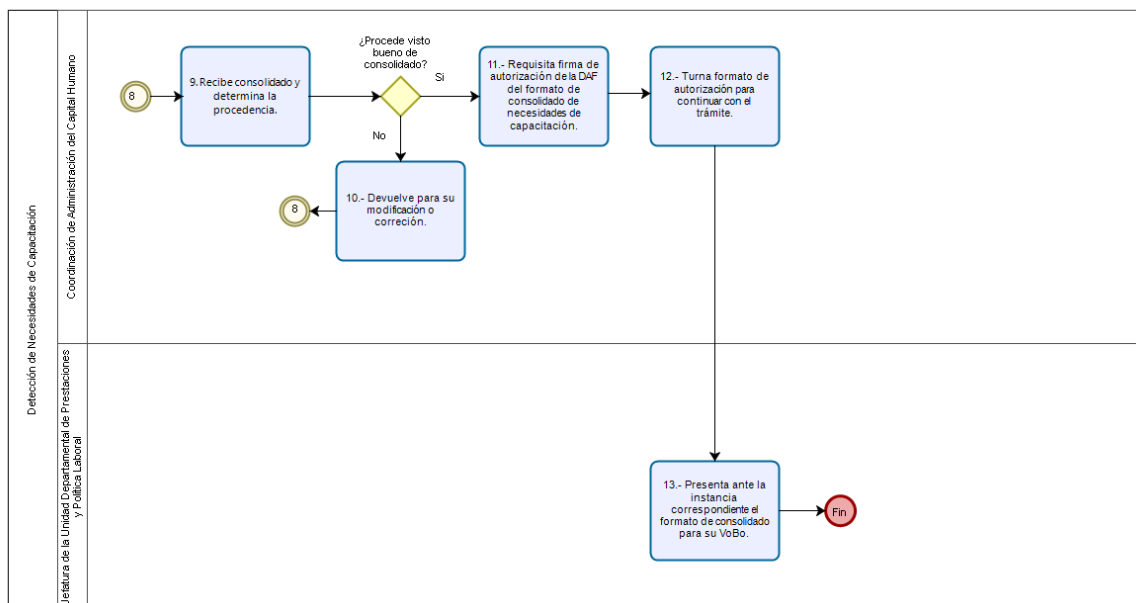 Detección de Necesidades de Capacitación
Coordinación de Administración del Capital Humano
8
9.Recibe consolidado y
determina la
procedencia.
¿Procede visto
bueno de
consolidado?
Si
No
11.- Requisita firma de
autorización de la DAF
del formato de
consolidado de
necesidades de
capacitación.
12.- Turna formato de
autorización para
continuar con el
trámite.
8
10.- Devuelve para su
modificación o
correción.
Jefatura de la Unidad Departamental de Prestaciones
y Política Laboral
13.- Presenta ante la
instancia
correspondiente el
formato de consolidado
para su VoBo.
Fin